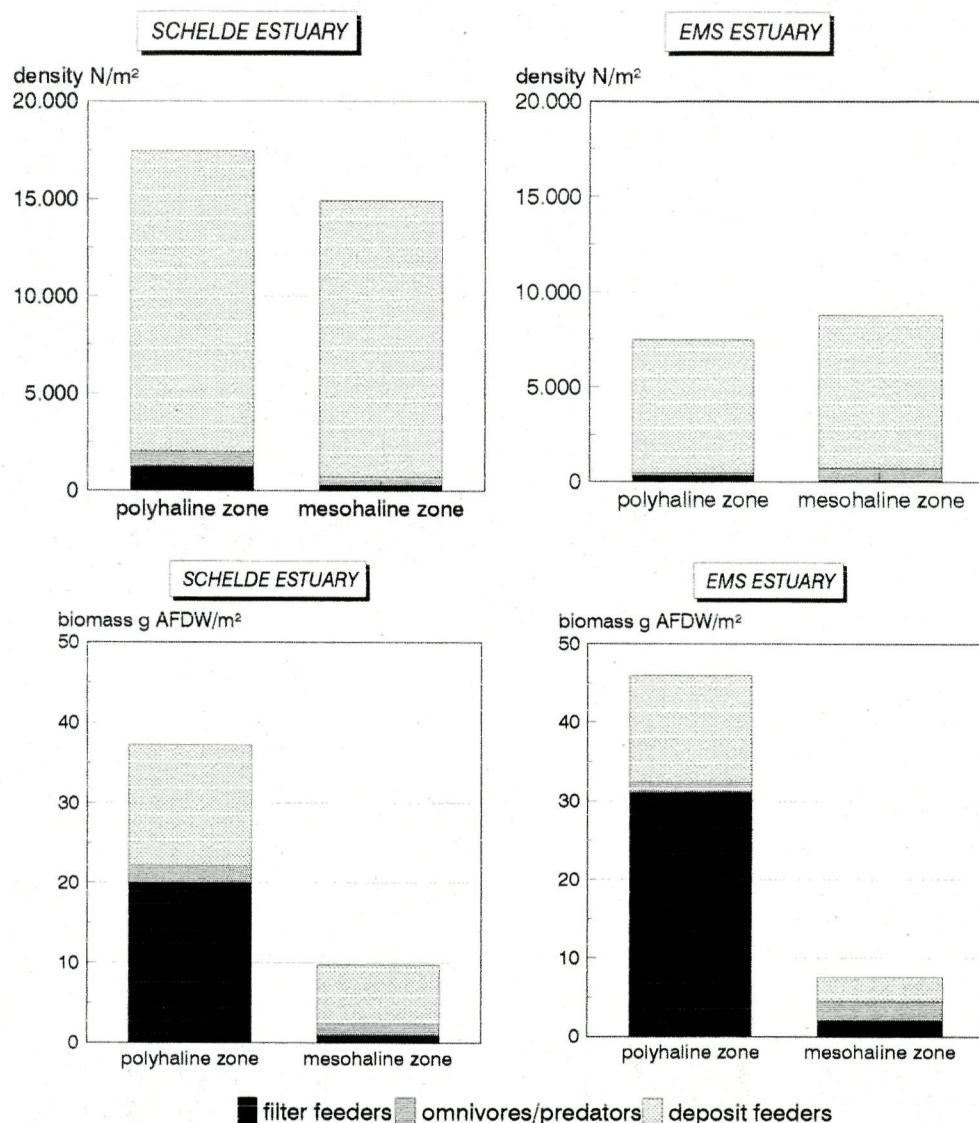 SCHELDE ESTUARY
density N/m²
20.000
15.000
10.000
5.000
0
polyhaline zone mesohaline zone
EMS ESTUARY
density N/m²
20.000
15.000
10.000
5.000
0
polyhaline zone mesohaline zone
SCHELDE ESTUARY
biomass g AFDW/m²
50
40
30
20
10
0
polyhaline zone mesohaline zone
EMS ESTUARY
biomass g AFDW/m²
50
40
30
20
10
0
polyhaline zone mesohaline zone
filter feeders omnivores/predators deposit feeders